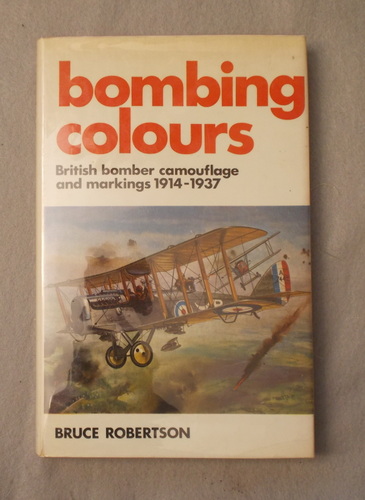 bombing
colours
British bomber camouflage
and markings 1914-1937
BRUCE ROBERTSON